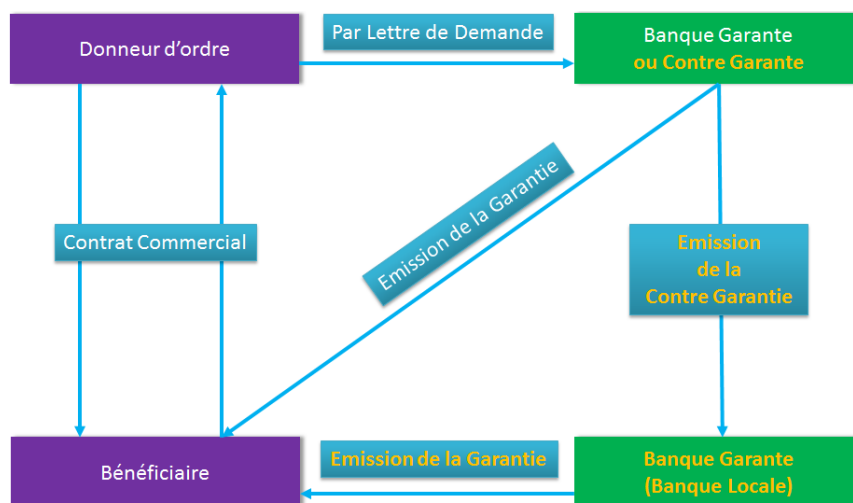 Donneur d'ordre
Par Lettre de Demande
Banque Garante
ou Contre Garante
Emission de la Garantie
Contrat Commercial
Emission
de la
Contre Garantie
Bénéficiaire
Emission de la Garantie
Banque Garante
(Banque Locale)